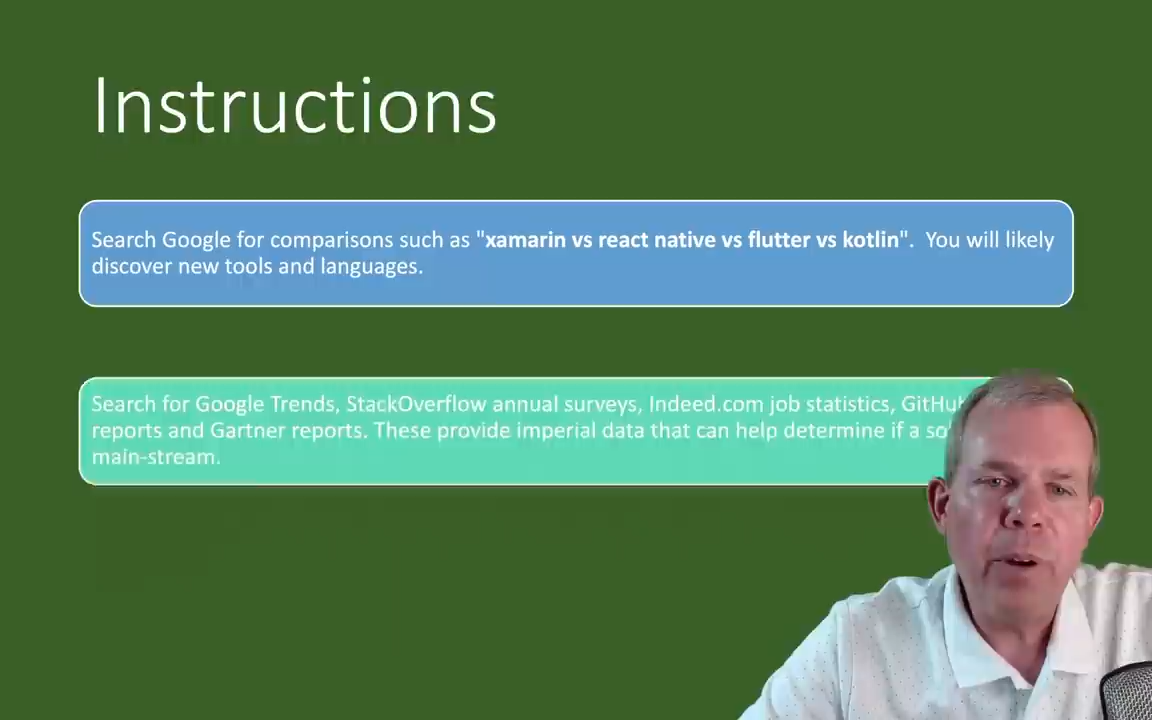 Instructions
Search Google for comparisons such as "xamarin vs react native vs flutter vs kotlin".  You will likely
discover new tools and languages.
Search for Google Trends, StackOverflow annual surveys, Indeed.com job statistics,
reports and Gartner reports. These provide imperial data that can help determine if a
main-stream.